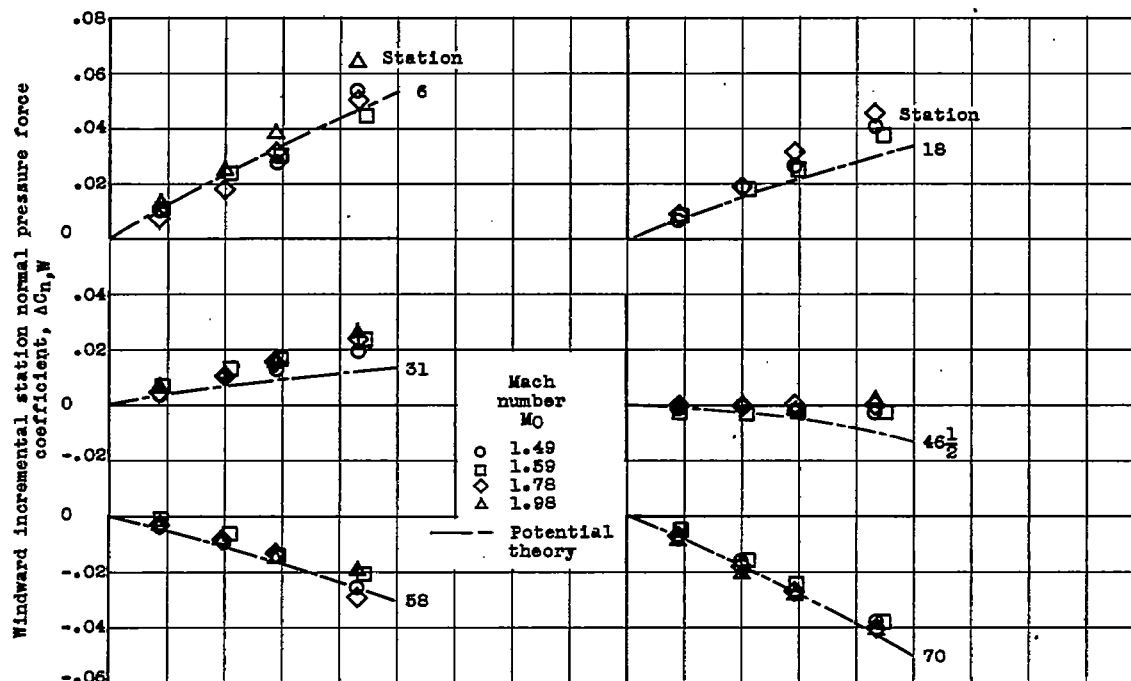 Windward incremental station normal pressure force
coefficient, ΔCn,W
.08
.06
.04
.02
0
.04
.02
0
-.02
0
-.02
-.04
-.06
Station
6
Station
18
31
46½
58
70
Mach
number
M0
1.49
1.59
1.78
1.98
Potential
theory